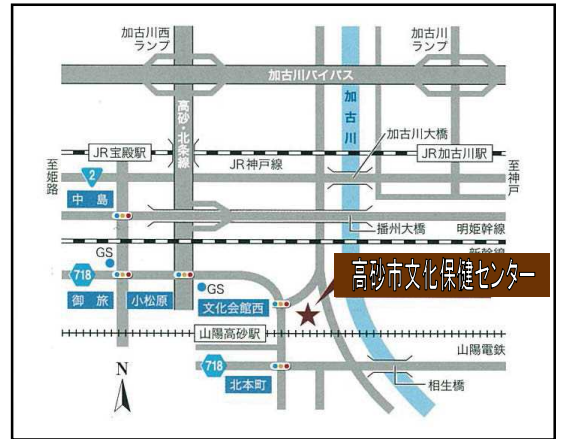 加古川西
ランプ
加古川
ランプ
加古川バイパス
高砂・北条線
加古川
加古川大橋
JR宝殿駅
JR神戸線
JR加古川駅
至姫路
至神戸
2
中島
播州大橋
明姫幹線
新幹線
GS
718
御旅
小松原
GS
文化会館西
高砂市文化保健センター
山陽高砂駅
山陽電鉄
N
718
北本町
相生橋